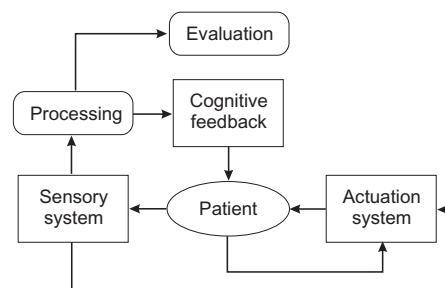 Evaluation
Processing
Cognitive
feedback
Sensory
system
Patient
Actuation
system